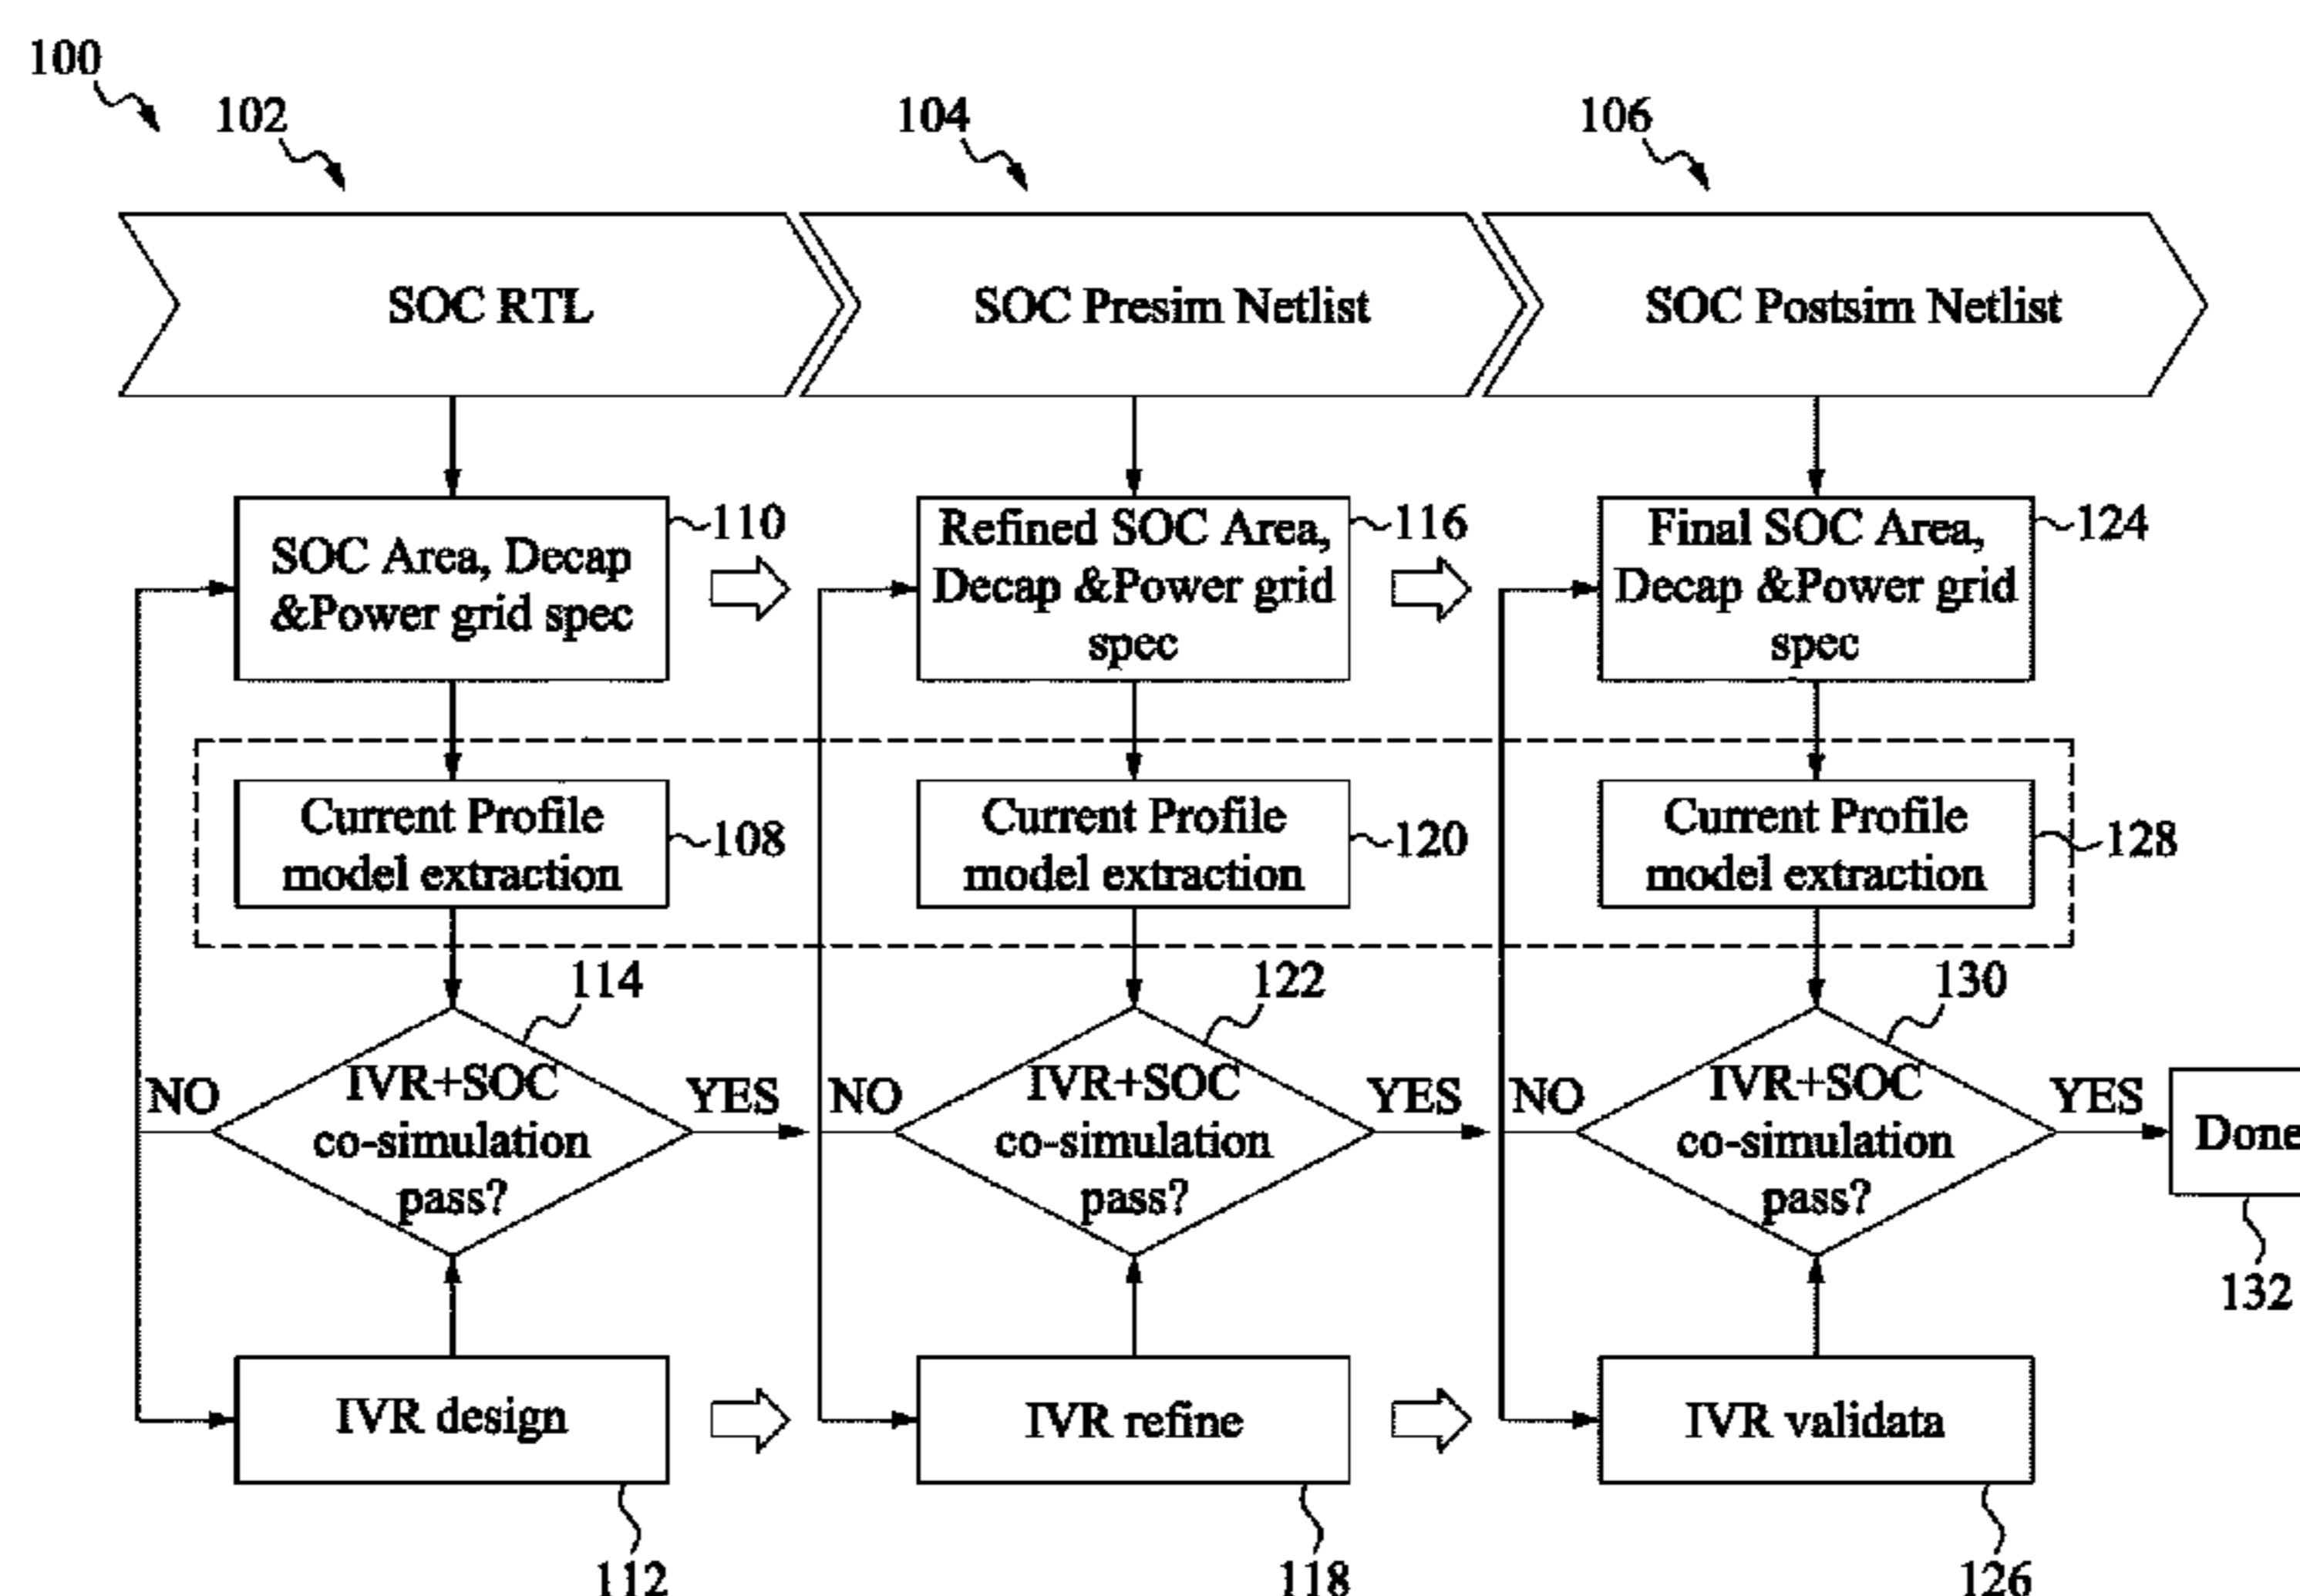 100
102
104
106
SOC RTL
SOC Presim Netlist
SOC Postsim Netlist
SOC Area, Decap
&Power grid spec
110
Refined SOC Area,
Decap &Power grid
spec
116
Final SOC Area,
Decap &Power grid
spec
124
Current Profile
model extraction
108
Current Profile
model extraction
120
Current Profile
model extraction
128
114
122
130
NO
IVR+SOC
co-simulation
pass?
YES
NO
IVR+SOC
co-simulation
pass?
YES
NO
IVR+SOC
co-simulation
pass?
YES
Done
132
IVR design
IVR refine
IVR validata
112
118
126